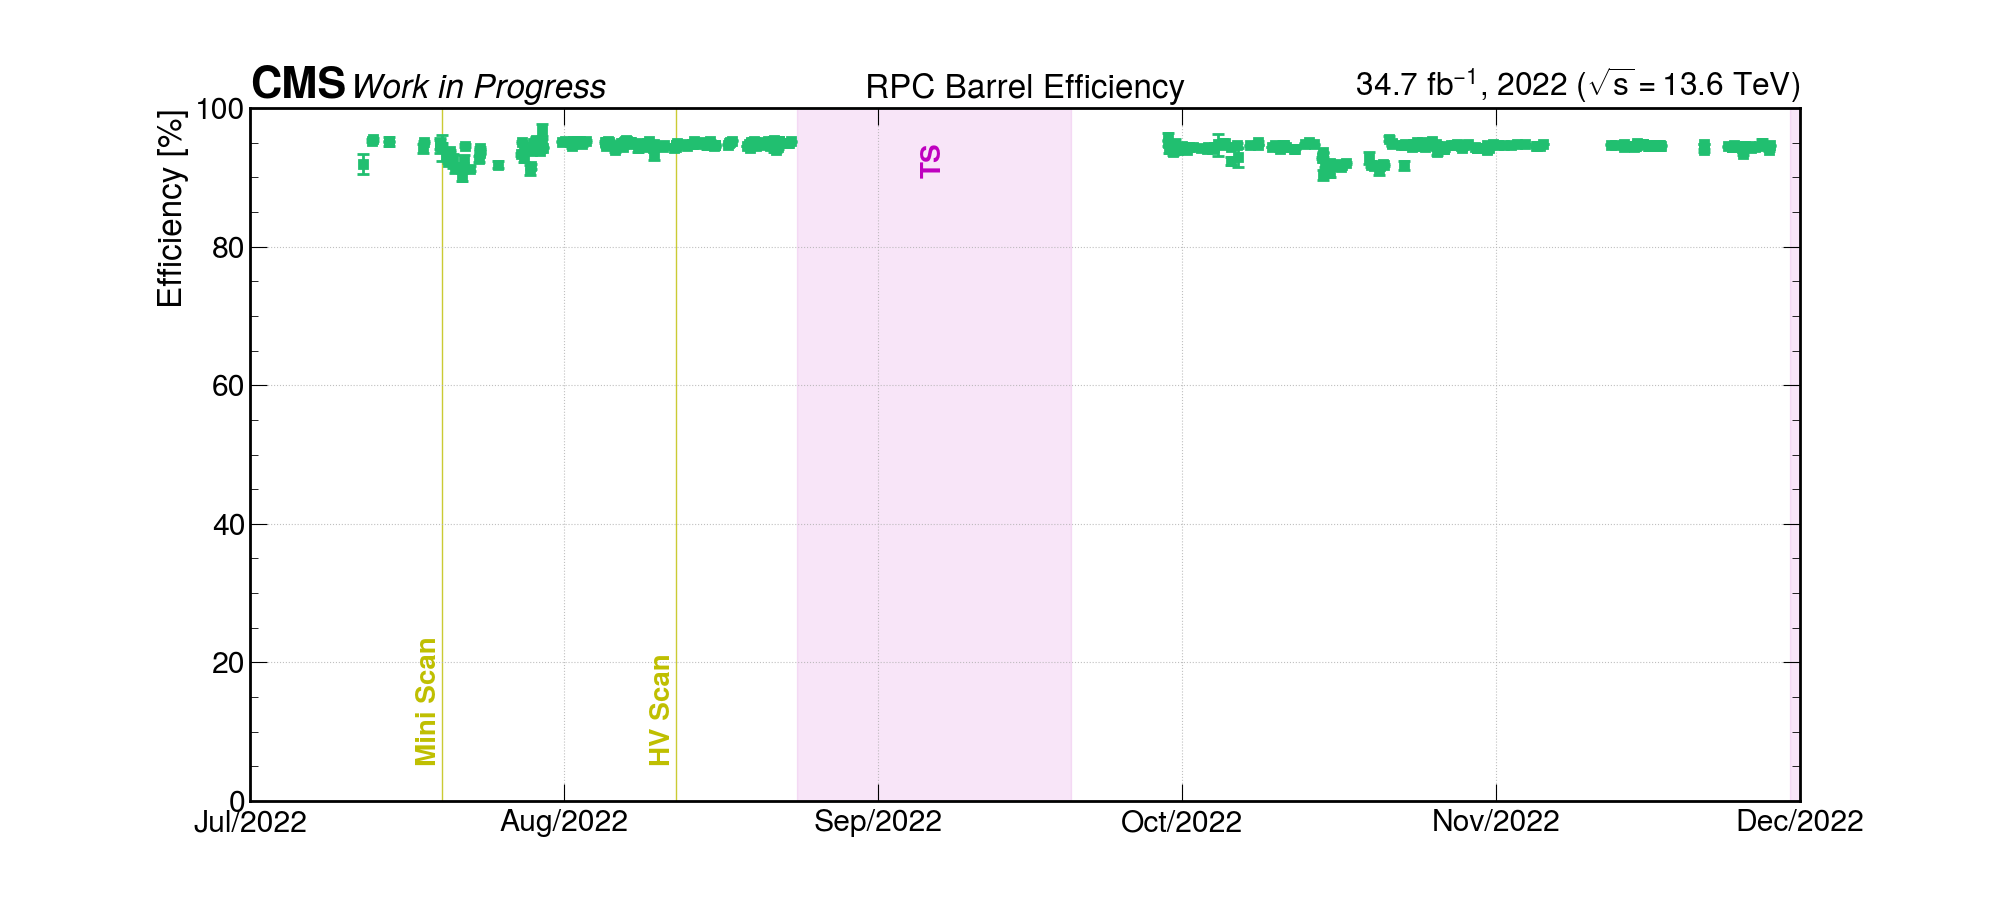 CMS Work in Progress RPC Barrel Efficiency 34.7 fb⁻¹, 2022 (√s = 13.6 TeV)
Efficiency [%]
100
80
60
40
20
0
TS
Mini Scan
HV Scan
Jul/2022 Aug/2022 Sep/2022 Oct/2022 Nov/2022 Dec/2022